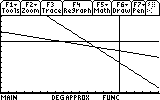 F1▾ F2▾ F3 F4 F5▾ F6▾ F7▾
Tools Zoom Trace ReGraph Math Draw Pen
MAIN DEGAPPROX FUNC